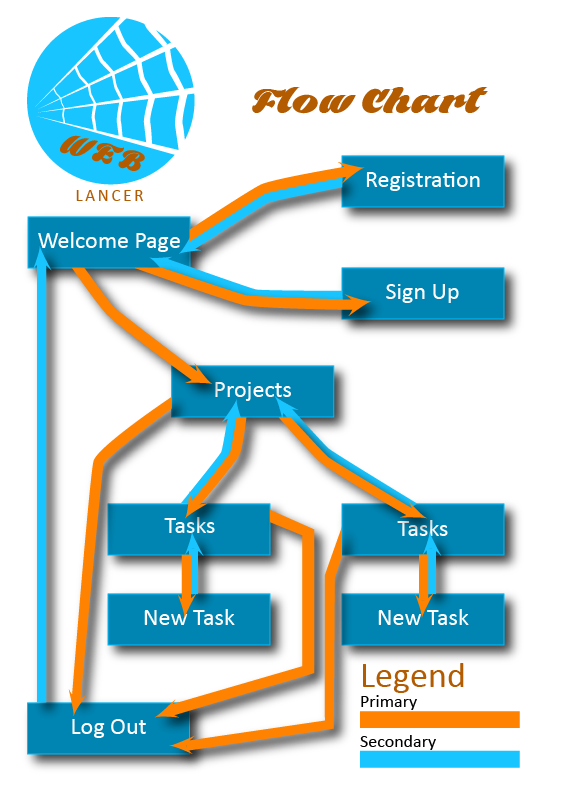 WEB
LANCER
Flow Chart
Registration
Welcome Page
Sign Up
Projects
Tasks
Tasks
New Task
New Task
Legend
Primary
Log Out
Secondary